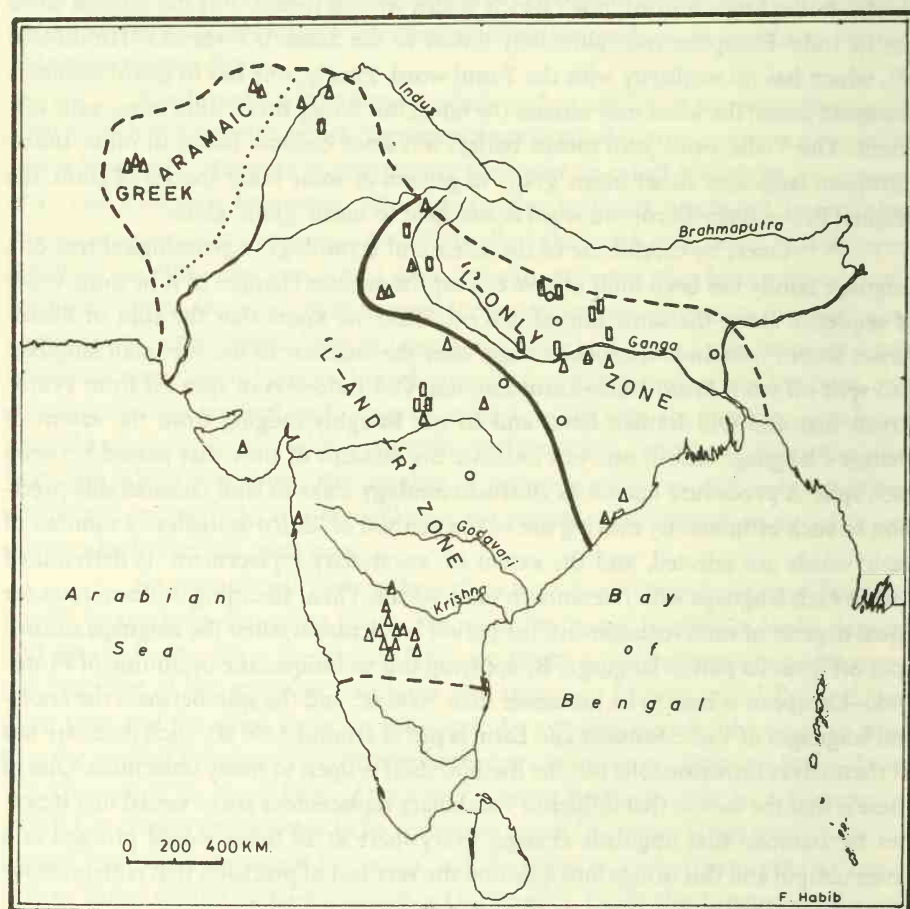 ARAMAIC
GREEK
Indus
Brahmaputra
'L' ONLY
ZONE
Ganga
'L' AND 'R' ZONE
Godavari
Krishna
Arabian
Sea
Bay
of
Bengal
0 200 400 KM.
F. Habib